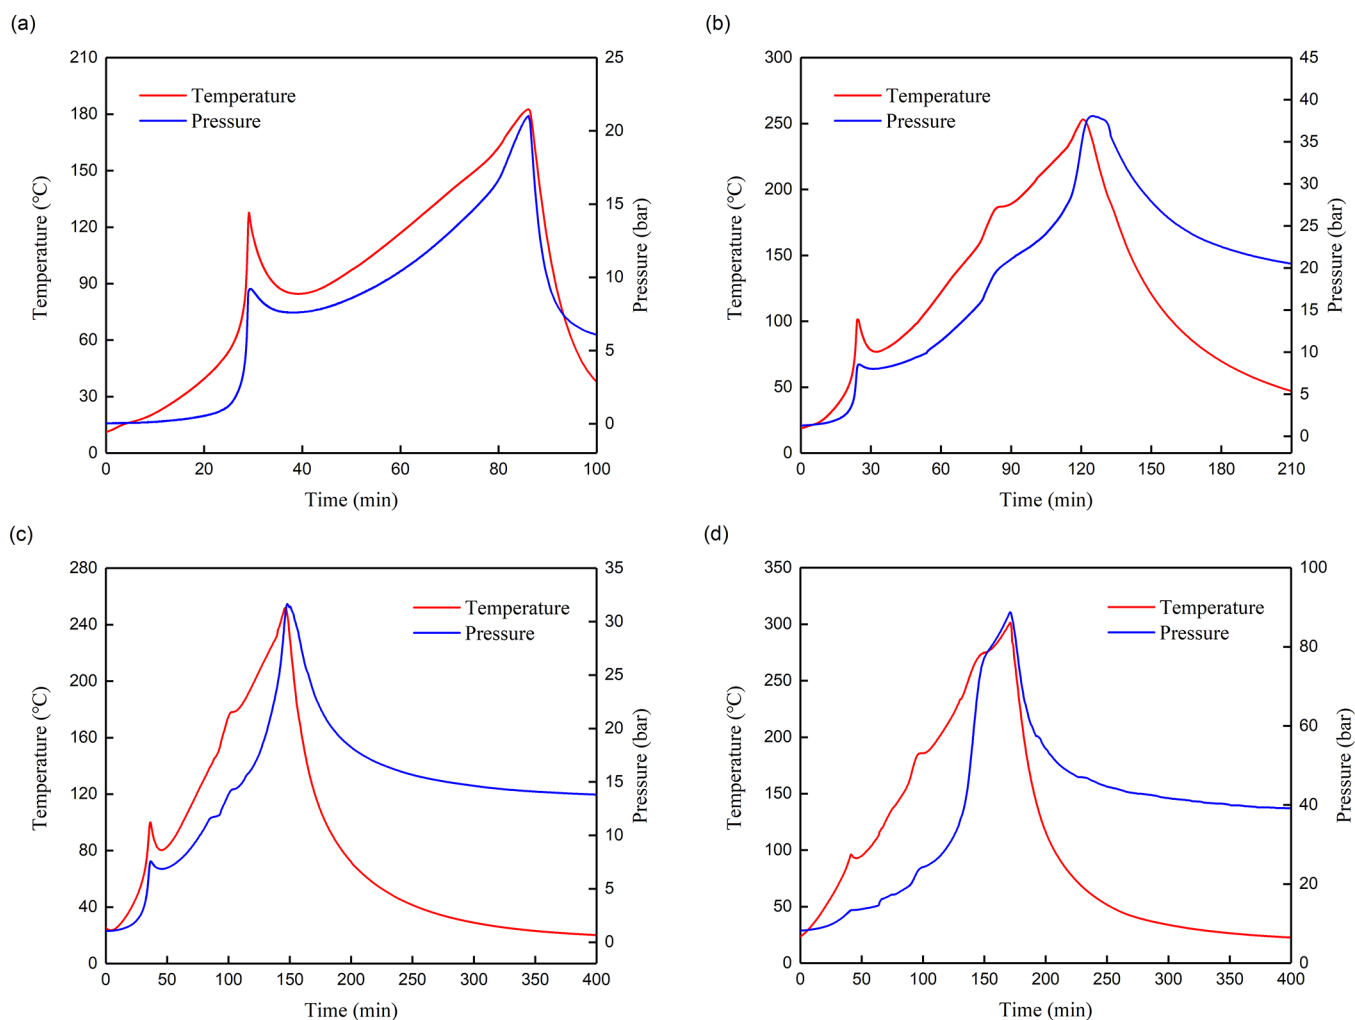 (a)
210
180
150
120
90
60
30
0
Temperature (℃)
Temperature
Pressure
25
20
15
10
5
0
Pressure (bar)
0 20 40 60 80 100
Time (min)
(b)
300
250
200
150
100
50
0
Temperature (℃)
Temperature
Pressure
45
40
35
30
25
20
15
10
5
0
Pressure (bar)
0 30 60 90 120 150 180 210
Time (min)
(c)
280
240
200
160
120
80
40
0
Temperature (℃)
Temperature
Pressure
35
30
25
20
15
10
5
0
Pressure (bar)
0 50 100 150 200 250 300 350 400
Time (min)
(d)
350
300
250
200
150
100
50
0
Temperature (℃)
Temperature
Pressure
100
80
60
40
20
0
Pressure (bar)
0 50 100 150 200 250 300 350 400
Time (min)